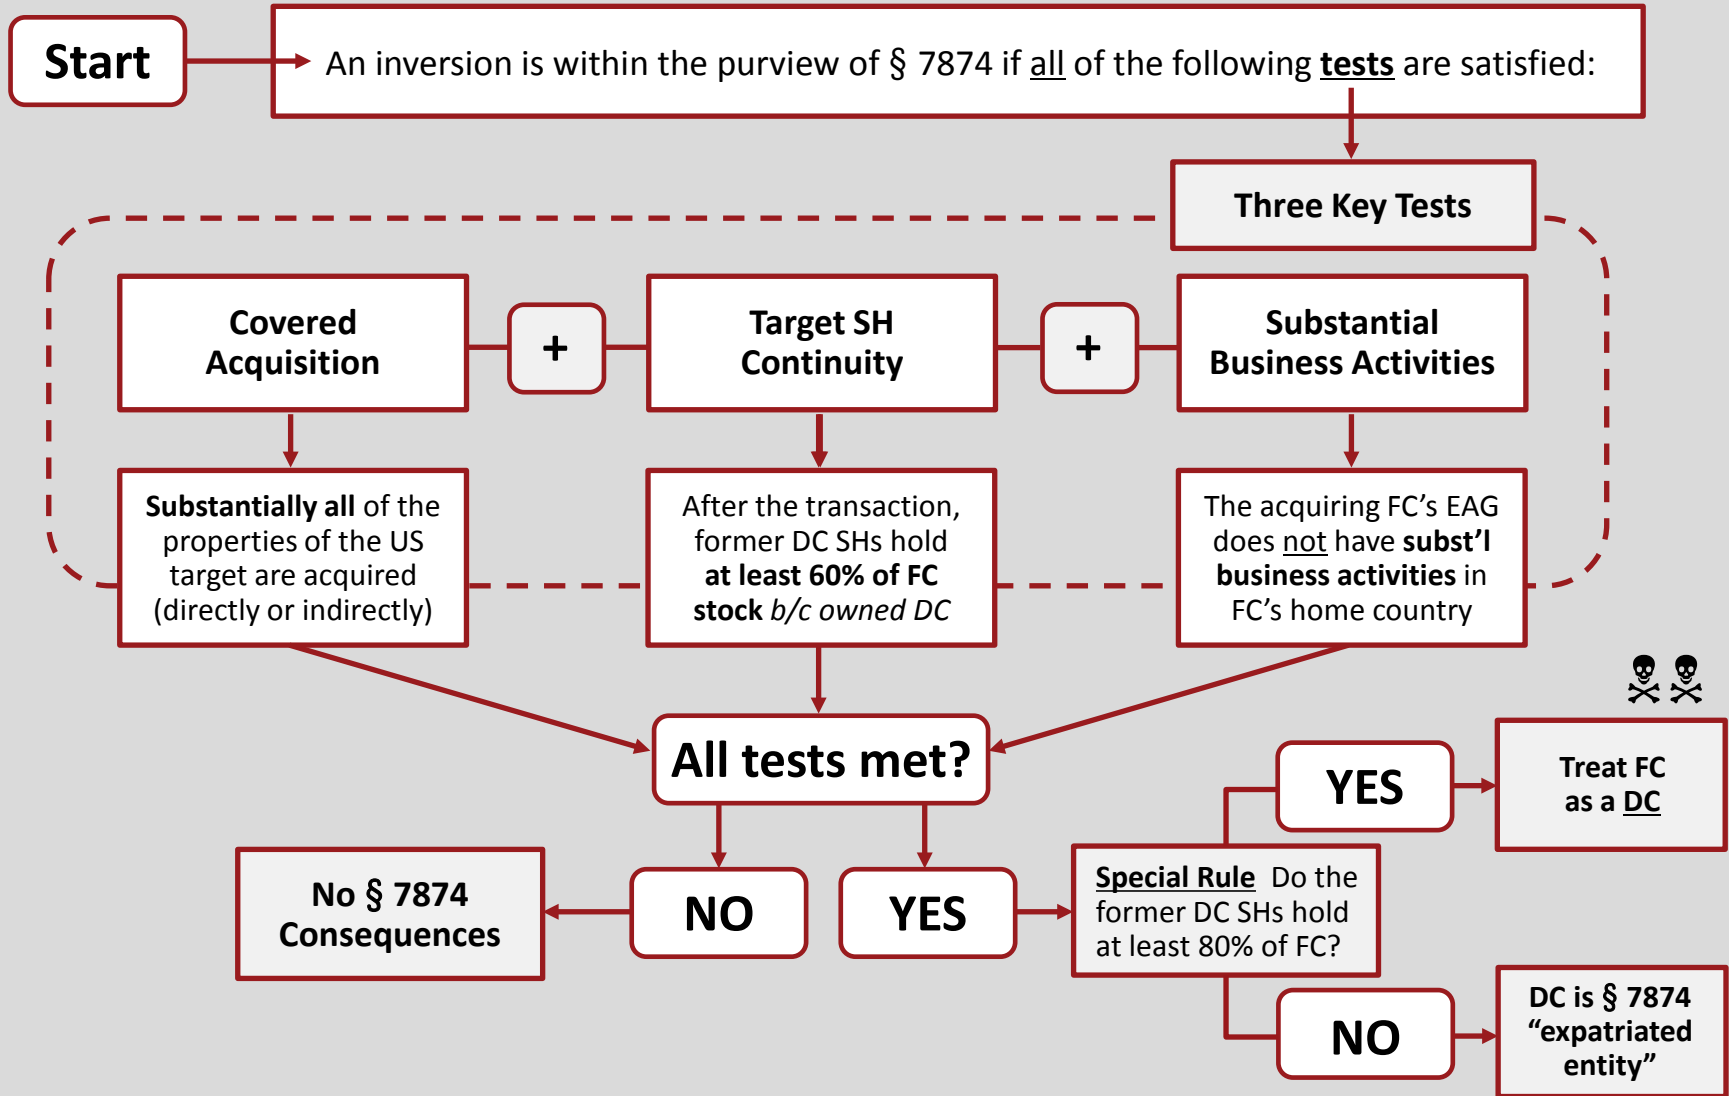 Start
An inversion is within the purview of § 7874 if all of the following tests are satisfied:
Three Key Tests
Covered
Acquisition
+
Target SH
Continuity
+
Substantial
Business Activities
Substantially all of the
properties of the US
target are acquired
(directly or indirectly)
After the transaction,
former DC SHs hold
at least 60% of FC
stock b/c owned DC
The acquiring FC’s EAG
does not have subst’l
business activities in
FC’s home country
All tests met?
NO
No § 7874
Consequences
YES
Special Rule Do the
former DC SHs hold
at least 80% of FC?
YES
Treat FC
as a DC
NO
DC is § 7874
“expatriated
entity”